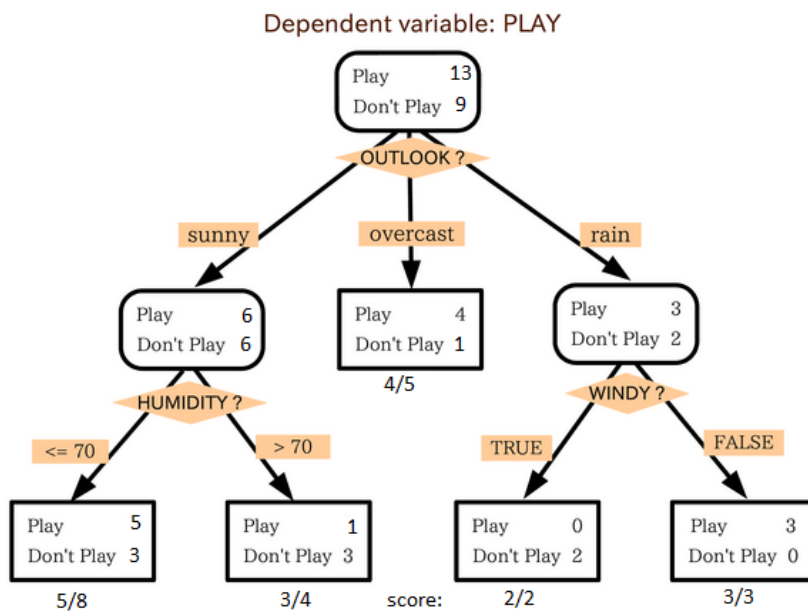 Dependent variable: PLAY
Play 13
Don't Play 9
OUTLOOK ?
sunny
overcast
rain
Play 6
Don't Play 6
Play 4
Don't Play 1
4/5
Play 3
Don't Play 2
HUMIDITY ?
WINDY ?
<= 70
> 70
TRUE
FALSE
Play 5
Don't Play 3
Play 1
Don't Play 3
Play 0
Don't Play 2
Play 3
Don't Play 0
5/8
3/4
score:
2/2
3/3